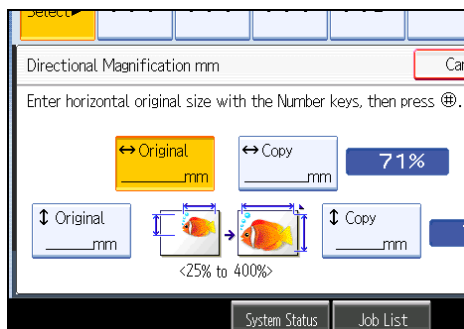 Select►
Directional Magnification mm
Enter horizontal original size with the Number keys, then press ⌗.
↔ Original
mm
↔ Copy
mm
71%
↕ Original
mm
↕ Copy
mm
<25% to 400%>
System Status
Job List